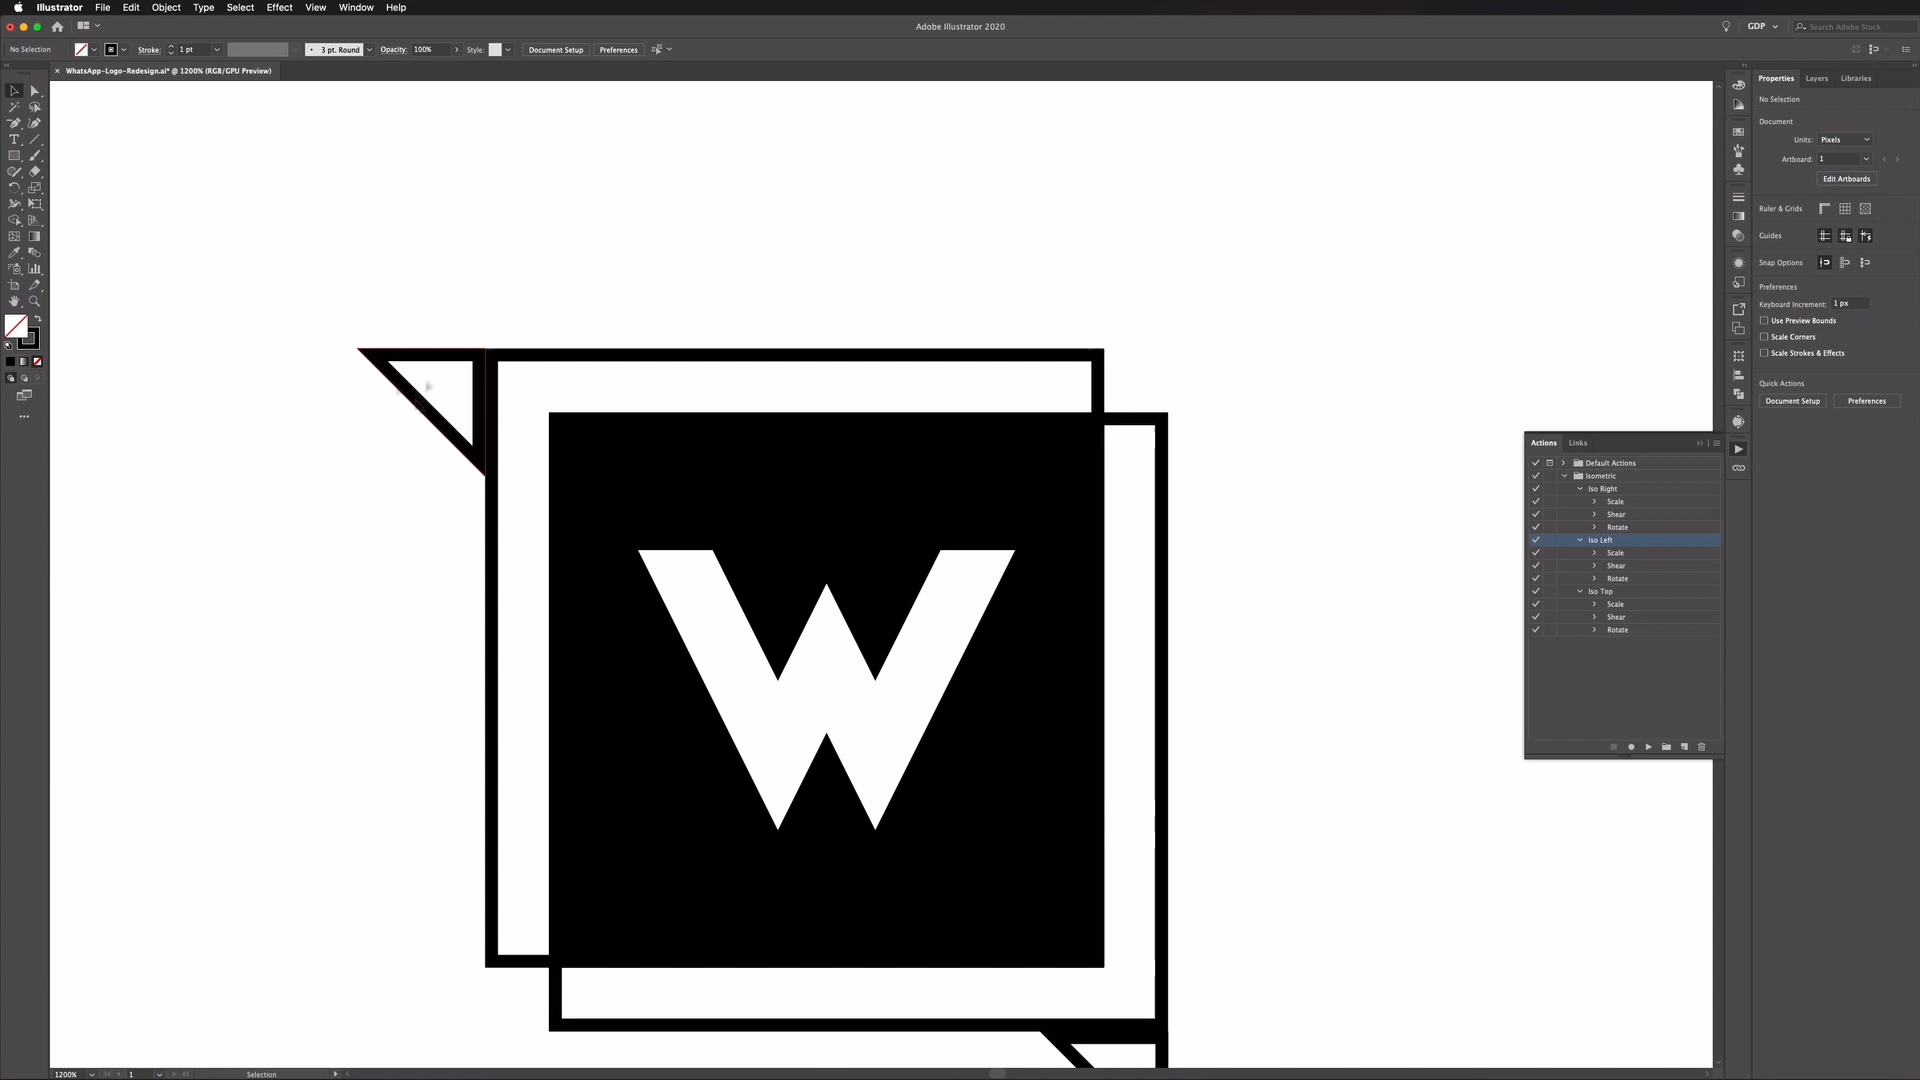 Illustrator File Edit Object Type Select Effect View Window Help
Adobe Illustrator 2020
GDP
Search Adobe Stock
No Selection
Stroke: 1 pt
3 pt. Round
Opacity: 100%
Style:
Document Setup
Preferences
WhatsApp-Logo-Redesign.ai* @ 1200% (RGB/GPU Preview)
Properties Layers Libraries
No Selection
Document
Units: Pixels
Artboard: 1
Edit Artboards
Ruler & Grids
Guides
Snap Options
Preferences
Keyboard Increment: 1 px
Use Preview Bounds
Scale Corners
Scale Strokes & Effects
Quick Actions
Document Setup Preferences
Actions Links
Default Actions
Isometric
Iso Right
Scale
Shear
Rotate
Iso Left
Scale
Shear
Rotate
Iso Top
Scale
Shear
Rotate
W
1200% 1 Selection